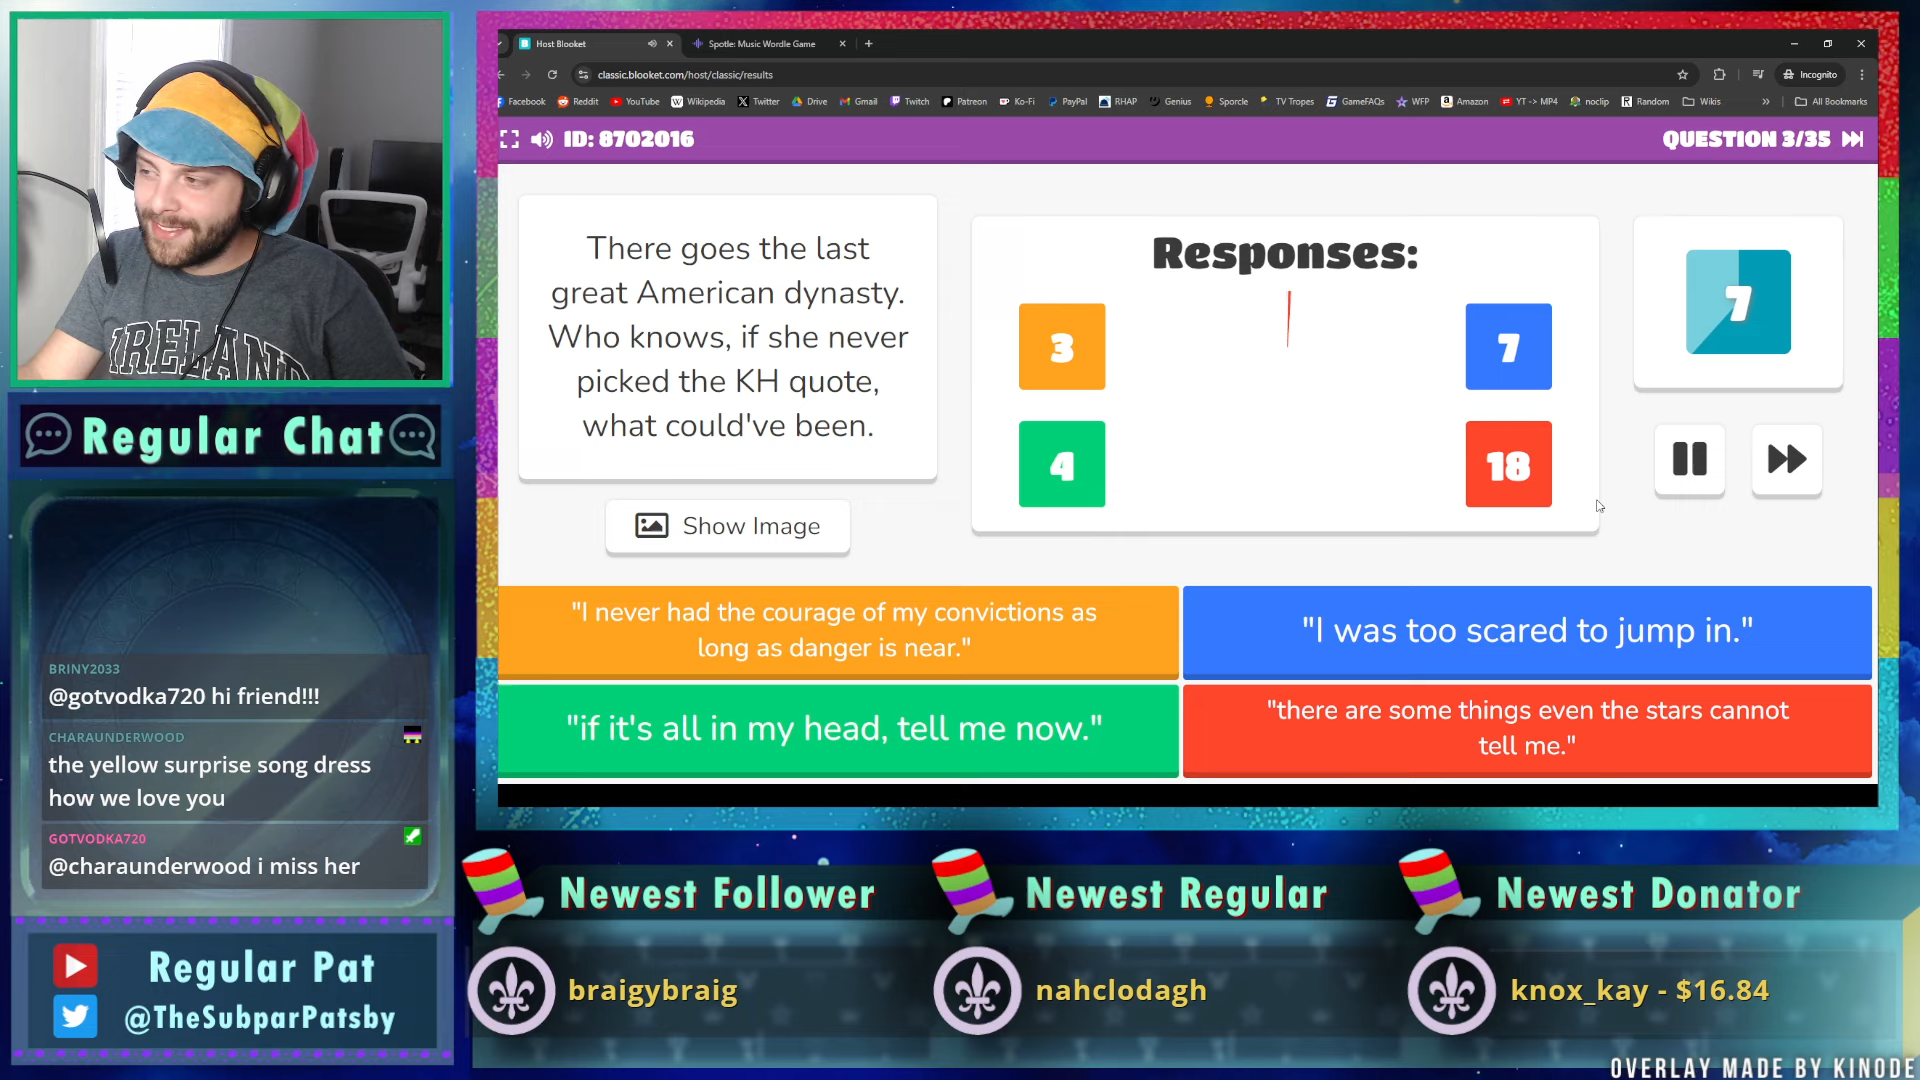 Host Blooket
Spotle: Music Wordle Game
classic.blooket.com/host/classic/results
Incognito
Facebook
Reddit
YouTube
Wikipedia
Twitter
Drive
Gmail
Twitch
Patreon
Ko-Fi
PayPal
RHAP
Genius
Sporcle
TV Tropes
GameFAQs
WFP
Amazon
YT -> MP4
noclip
Random
Wikis
All Bookmarks
ID: 8702016
QUESTION 3/35
There goes the last
great American dynasty.
Who knows, if she never
picked the KH quote,
what could've been.
Show Image
Responses:
3
7
4
18
7
"I never had the courage of my convictions as
long as danger is near."
"I was too scared to jump in."
"if it's all in my head, tell me now."
"there are some things even the stars cannot
tell me."
IRELAND
Regular Chat
BRINY2033
@gotvodka720 hi friend!!!
CHARAUNDERWOOD
the yellow surprise song dress
how we love you
GOTVODKA720
@charaunderwood i miss her
Regular Pat
@TheSubparPatsby
Newest Follower
braigybraig
Newest Regular
nahclodagh
Newest Donator
knox_kay - $16.84
OVERLAY MADE BY KINODE